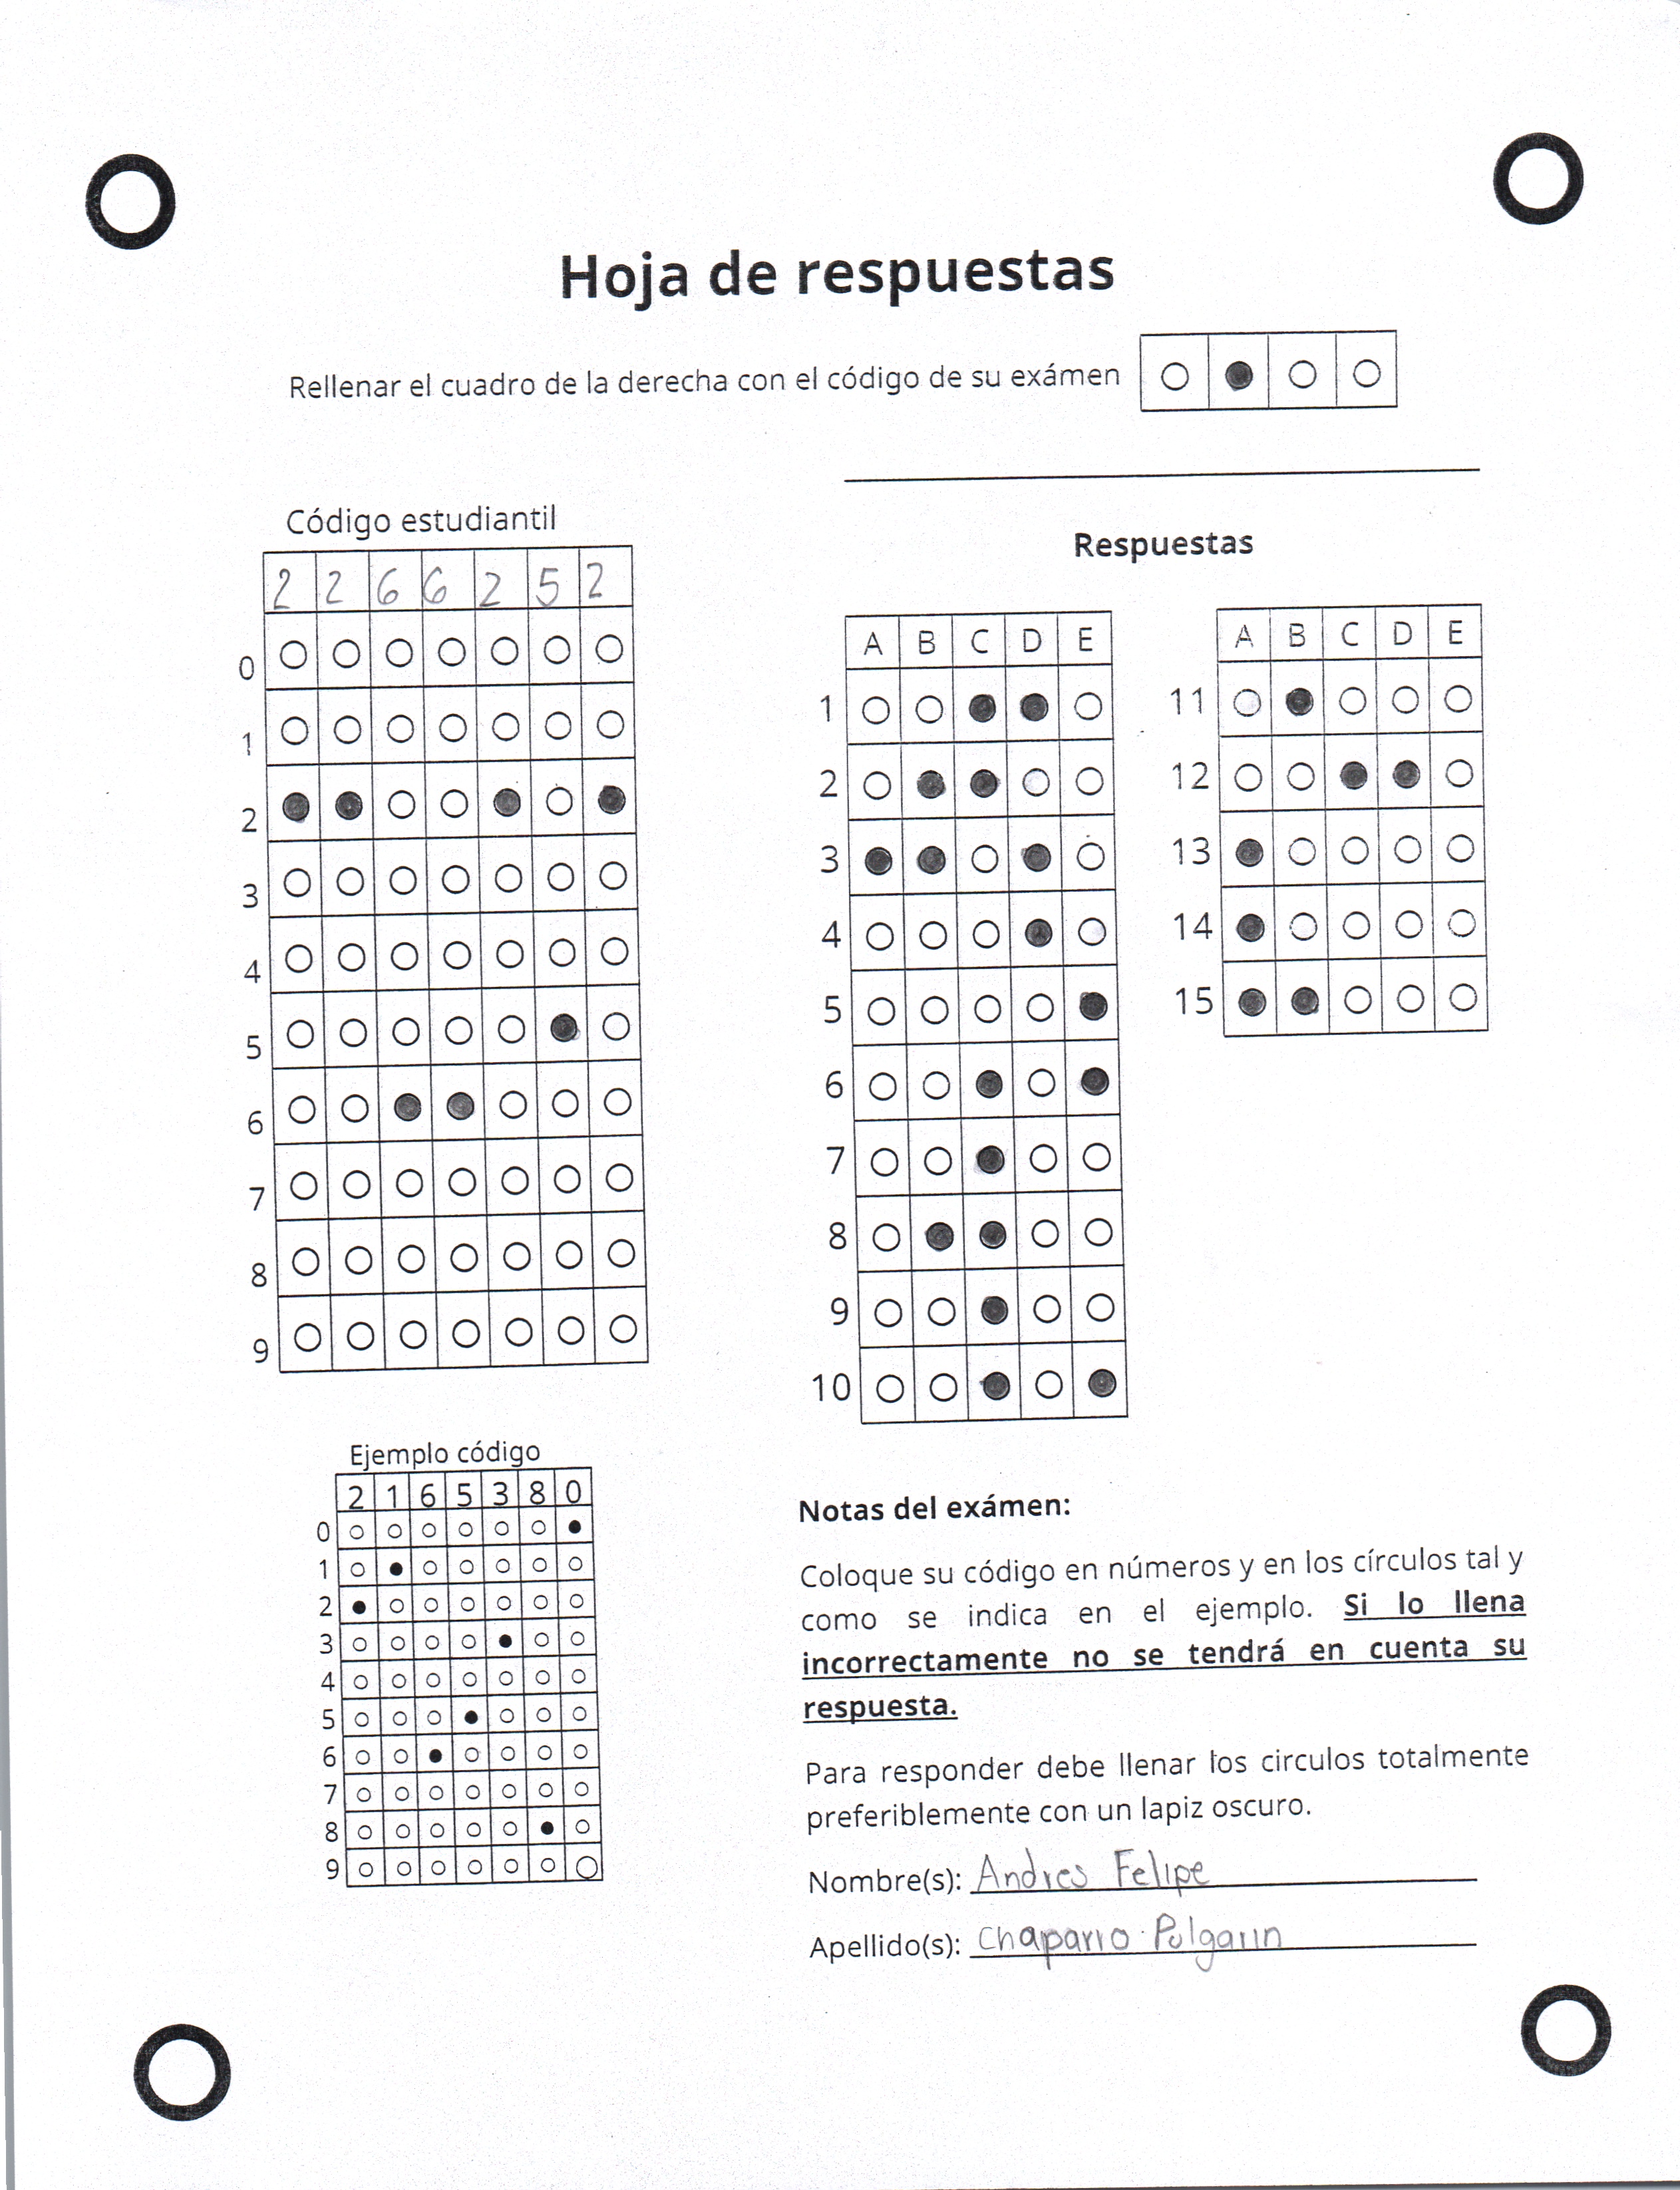 Hoja de respuestas
Rellenar el cuadro de la derecha con el código de su exámen
Código estudiantil
2 2 6 6 2 5 2
0
1
2
3
4
5
6
7
8
9
Respuestas
A B C D E
1
2
3
4
5
6
7
8
9
10
A B C D E
11
12
13
14
15
Ejemplo código
2 1 6 5 3 8 0
0
1
2
3
4
5
6
7
8
9
Notas del exámen:
Coloque su código en números y en los círculos tal y
como se indica en el ejemplo. Si lo llena
incorrectamente no se tendrá en cuenta su
respuesta.
Para responder debe llenar los circulos totalmente
preferiblemente con un lapiz oscuro.
Nombre(s): Andres Felipe
Apellido(s): Chaparro Pulgarin